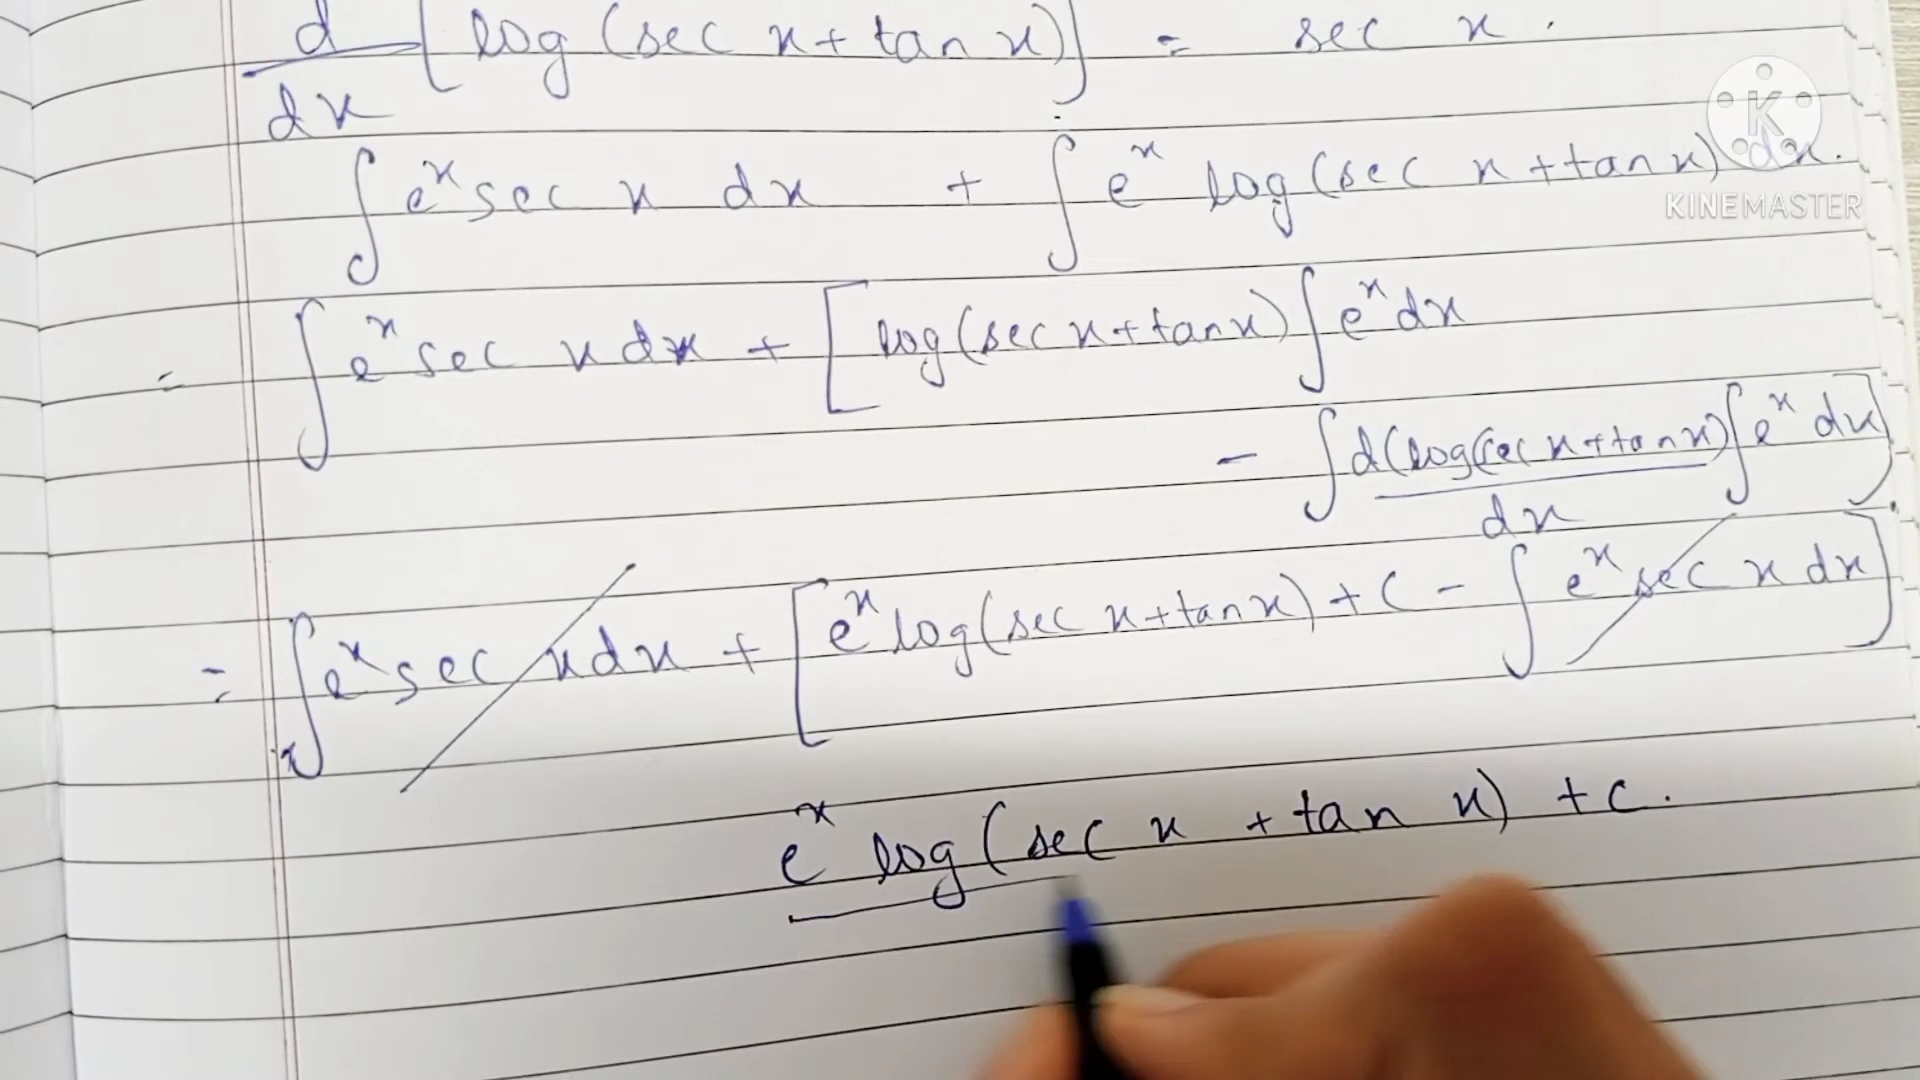 d/dx [log (sec x + tan x)] = sec x.
∫ eˣ sec x dx + ∫ eˣ log(sec x + tan x) dx.
= ∫ eˣ sec x dx + [log(sec x + tan x) ∫ eˣ dx
- ∫ d(log(sec x + tan x)/dx ∫ eˣ dx]
= ∫ eˣ sec x dx + [eˣ log(sec x + tan x) + C - ∫ eˣ sec x dx]
eˣ log(sec x + tan x) + c.
K
KINEMASTER